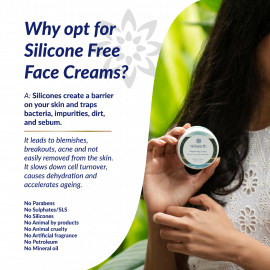 Why opt for
Silicone Free
Face Creams?
A: Silicones create a barrier
on your skin and traps
bacteria, impurities, dirt,
and sebum.
It leads to blemishes,
breakouts, acne and not
easily removed from the skin.
It slows down cell turnover,
causes dehydration and
accelerates ageing.
No Parabens
No Sulphates/SLS
No Silicones
No Animal by products
No Animal cruelty
No Artificial fragrance
No Petroleum
No Mineral oil